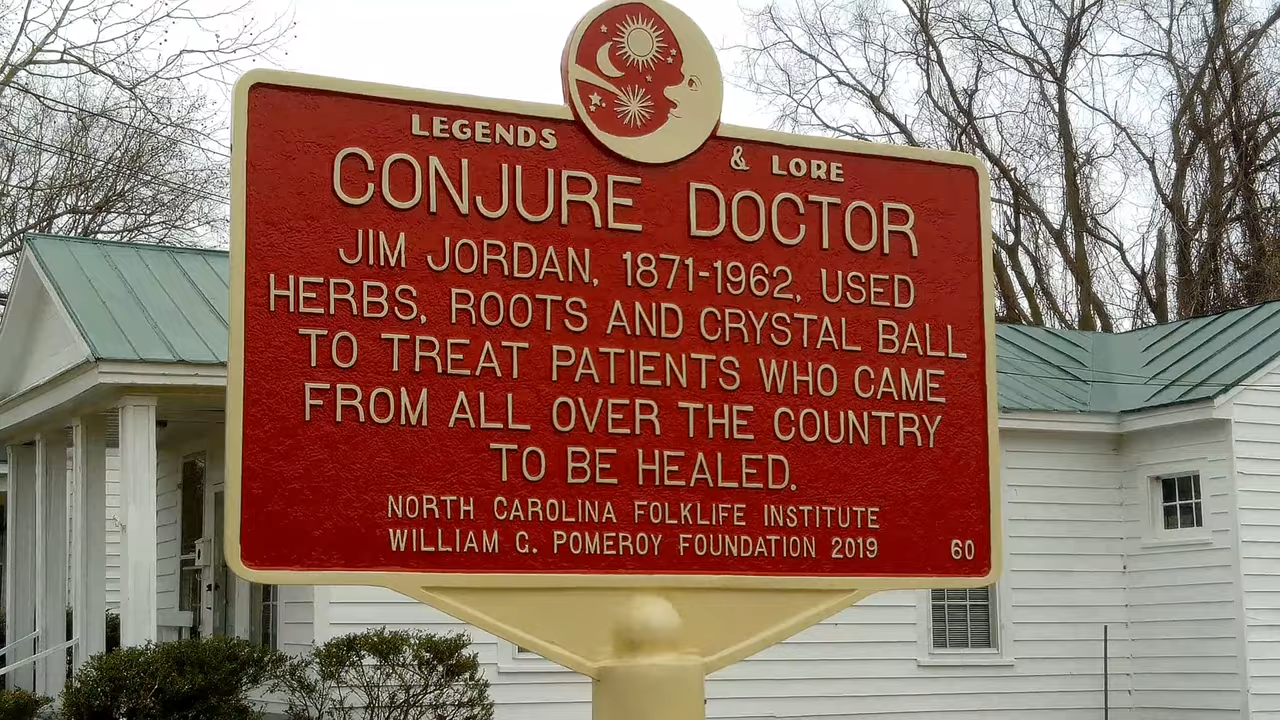 LEGENDS & LORE
CONJURE DOCTOR
JIM JORDAN, 1871-1962, USED
HERBS, ROOTS AND CRYSTAL BALL
TO TREAT PATIENTS WHO CAME
FROM ALL OVER THE COUNTRY
TO BE HEALED.
NORTH CAROLINA FOLKLIFE INSTITUTE
WILLIAM G. POMEROY FOUNDATION 2019 60